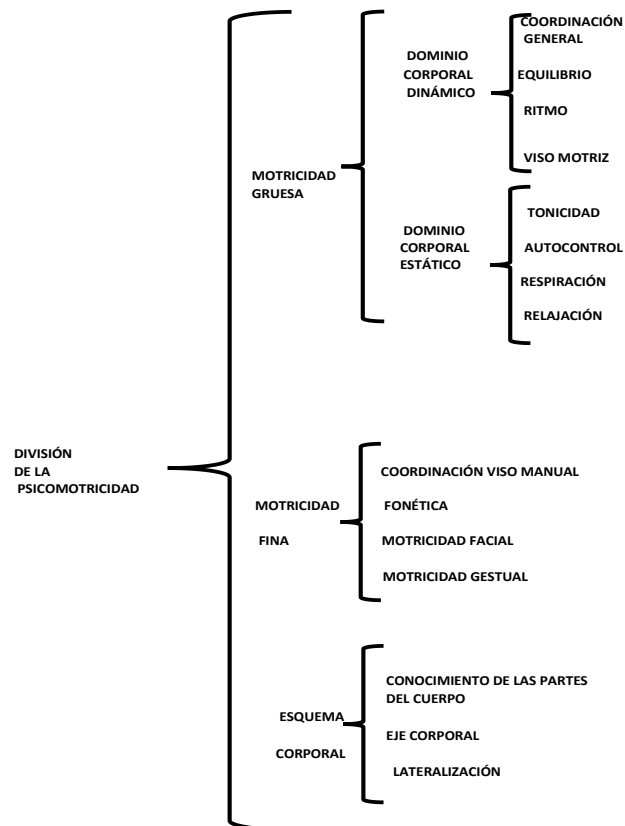 DIVISIÓN
DE LA
PSICOMOTRICIDAD
MOTRICIDAD
GRUESA
DOMINIO
CORPORAL
DINÁMICO
COORDINACIÓN
GENERAL
EQUILIBRIO
RITMO
VISO MOTRIZ
DOMINIO
CORPORAL
ESTÁTICO
TONICIDAD
AUTOCONTROL
RESPIRACIÓN
RELAJACIÓN
MOTRICIDAD
FINA
COORDINACIÓN VISO MANUAL
FONÉTICA
MOTRICIDAD FACIAL
MOTRICIDAD GESTUAL
ESQUEMA
CORPORAL
CONOCIMIENTO DE LAS PARTES
DEL CUERPO
EJE CORPORAL
LATERALIZACIÓN